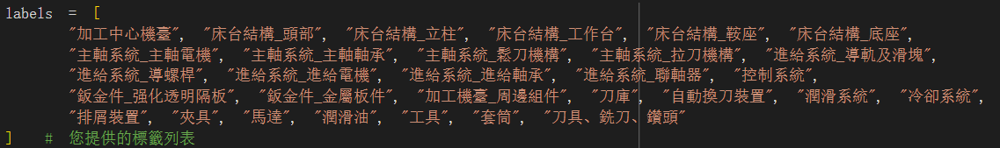 labels = [
"加工中心機臺", "床台結構_頭部", "床台結構_立柱", "床台結構_工作台", "床台結構_鞍座", "床台結構_底座",
"主軸系統_主軸電機", "主軸系統_主軸軸承", "主軸系統_鬆刀機構", "主軸系統_拉刀機構", "進給系統_導軌及滑塊",
"進給系統_導螺桿", "進給系統_進給電機", "進給系統_進給軸承", "進給系統_聯軸器", "控制系統",
"鈑金件_强化透明隔板", "鈑金件_金屬板件", "加工機臺_周邊組件", "刀庫", "自動換刀裝置", "潤滑系統", "冷卻系統",
"排屑裝置", "夾具", "馬達", "潤滑油", "工具", "套筒", "刀具、銑刀、鑽頭"
] # 您提供的標籤列表